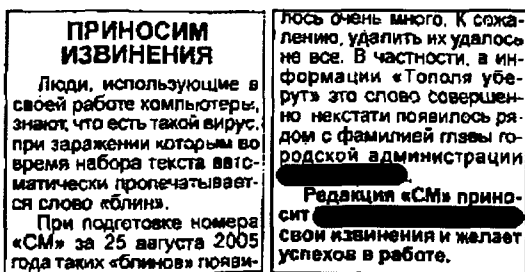 ПРИНОСИМ
ИЗВИНЕНИЯ
Люди, использующие в
своей работе компьютеры,
знают, что есть такой вирус,
при заражении которым во
время набора текста авто-
матически пропечатывает-
ся слово «блин».
При подготовке номера
«СМ» за 25 августа 2005
года таких «блинов» появи-
лось очень много. К сожа-
лению, удалить их удалось
не все. В частности, в ин-
формации «Тополя убе-
рут» это слово совершен-
но некстати появилось ря-
дом с фамилией главы го-
родской администрации
.
Редакция «СМ» прино-
сит
свои извинения и желает
успехов в работе.